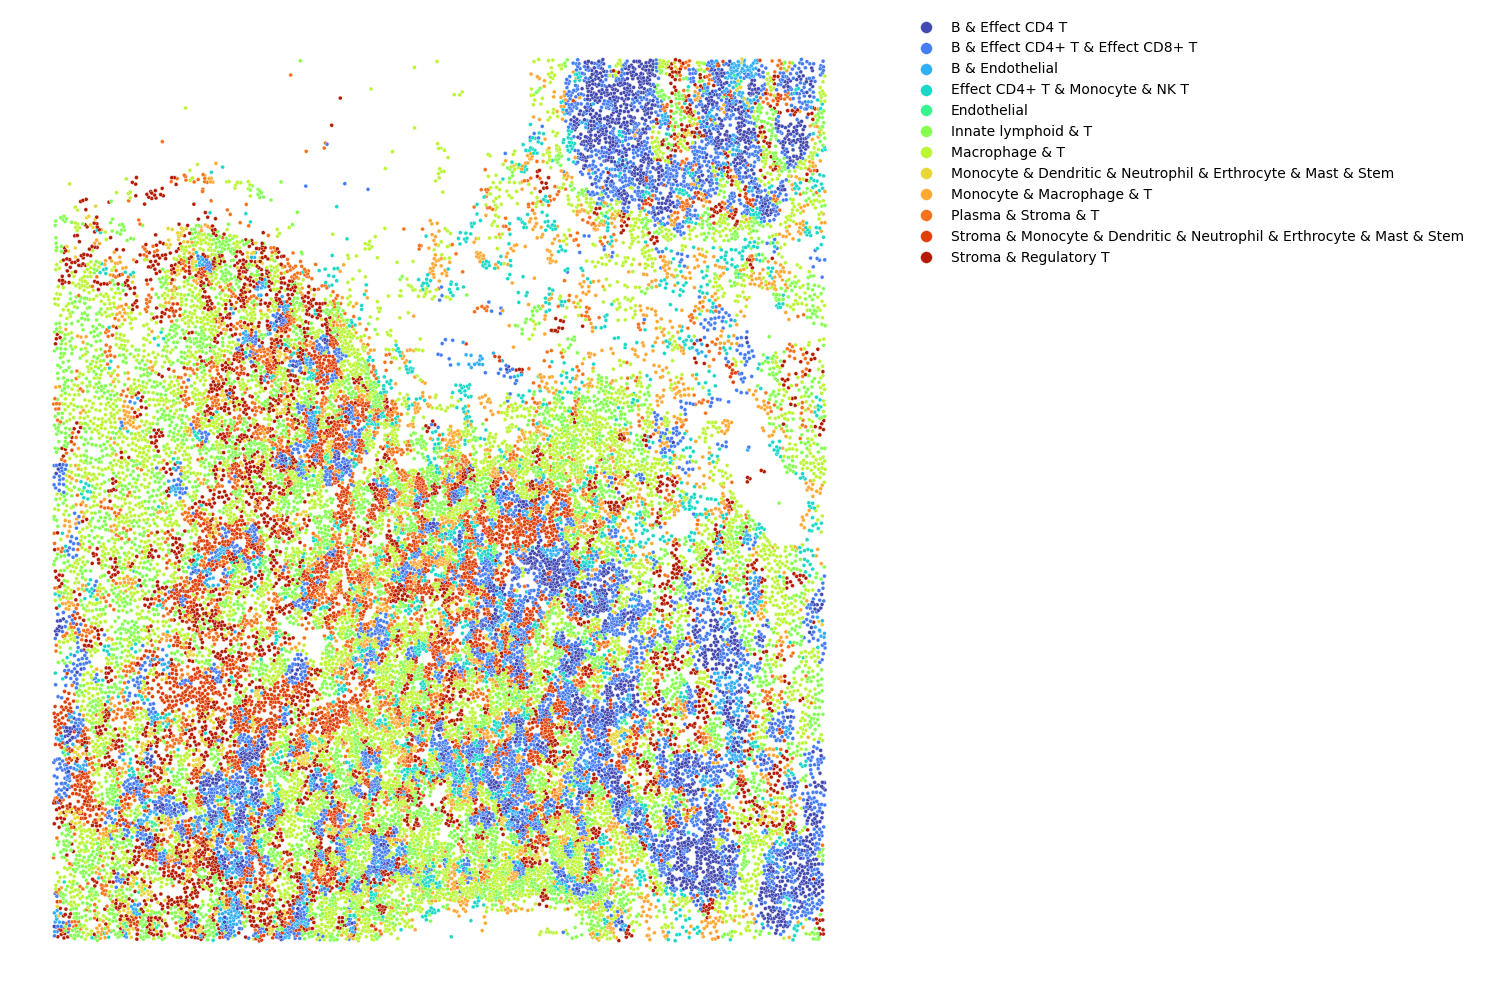 B & Effect CD4 T
B & Effect CD4+ T & Effect CD8+ T
B & Endothelial
Effect CD4+ T & Monocyte & NK T
Endothelial
Innate lymphoid & T
Macrophage & T
Monocyte & Dendritic & Neutrophil & Erthrocyte & Mast & Stem
Monocyte & Macrophage & T
Plasma & Stroma & T
Stroma & Monocyte & Dendritic & Neutrophil & Erthrocyte & Mast & Stem
Stroma & Regulatory T